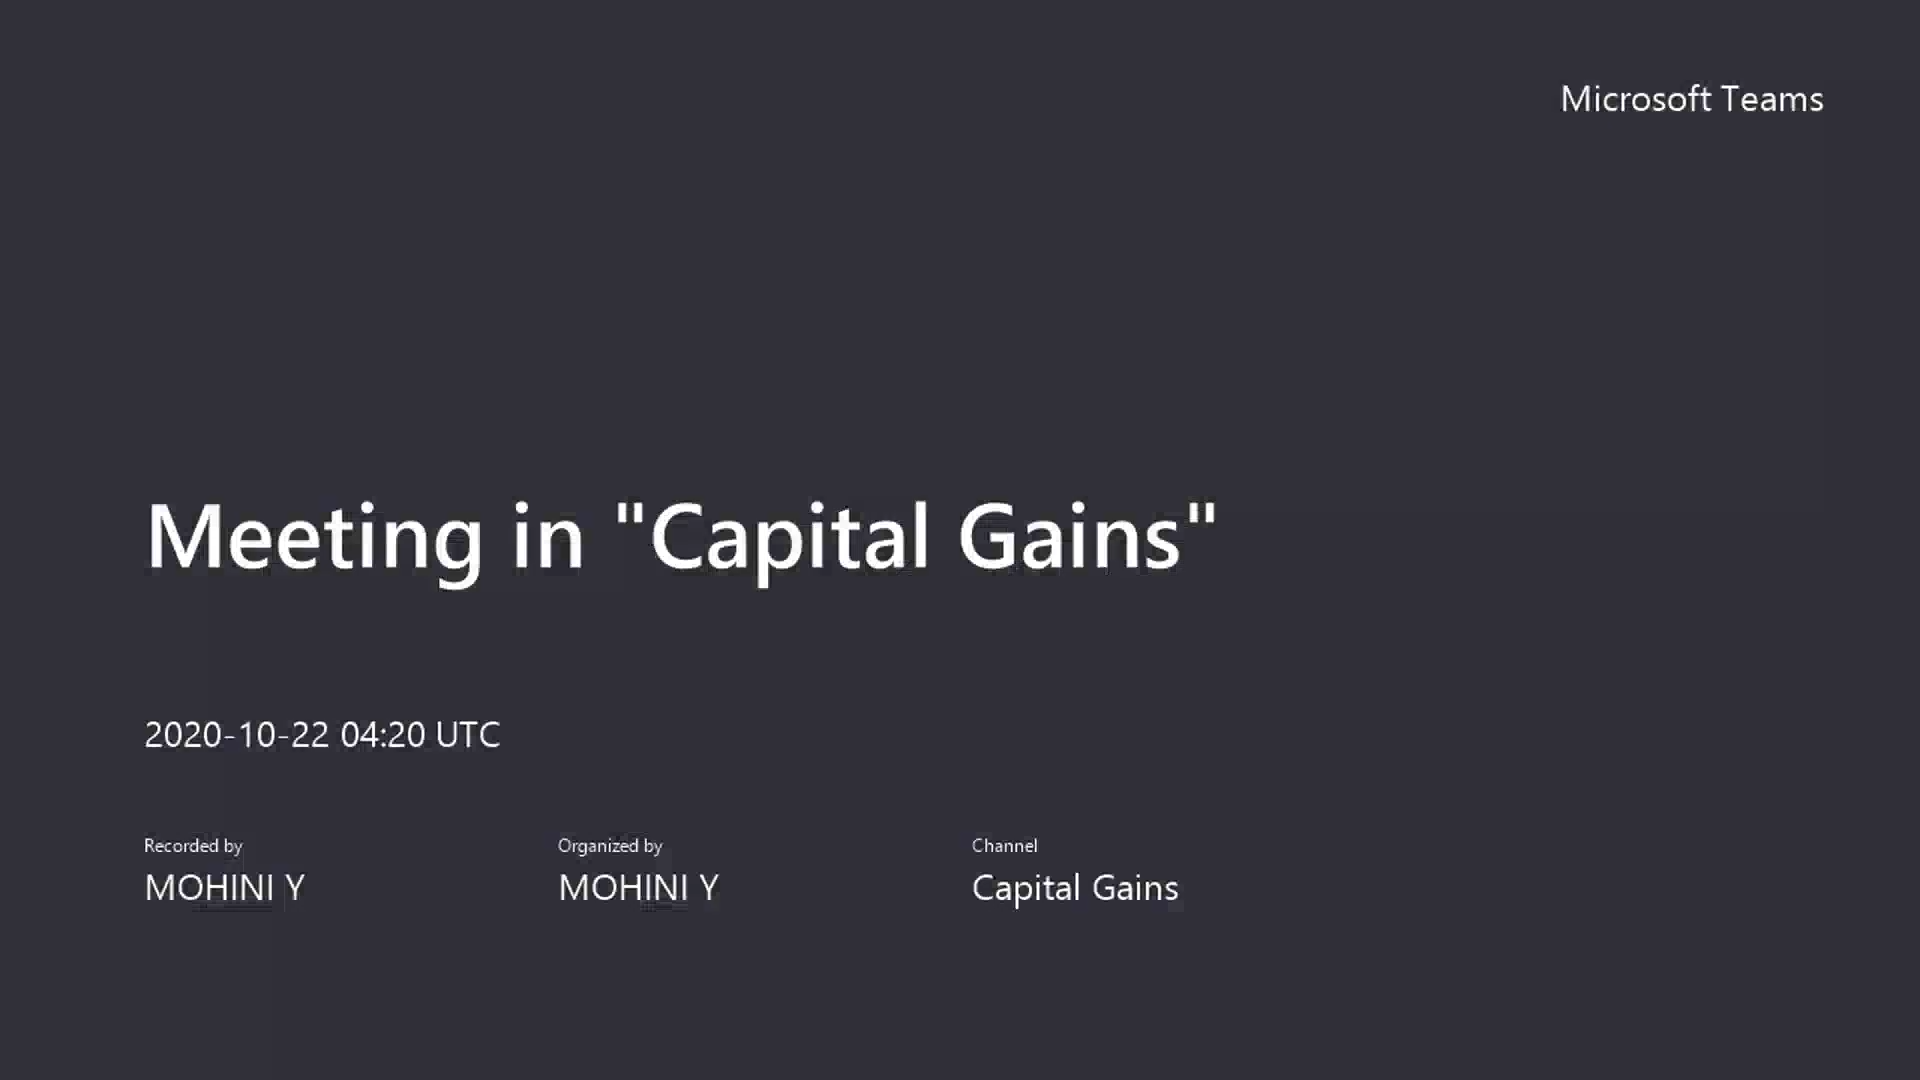 Microsoft Teams
Meeting in "Capital Gains"
2020-10-22 04:20 UTC
Recorded by
MOHINI Y
Organized by
MOHINI Y
Channel
Capital Gains